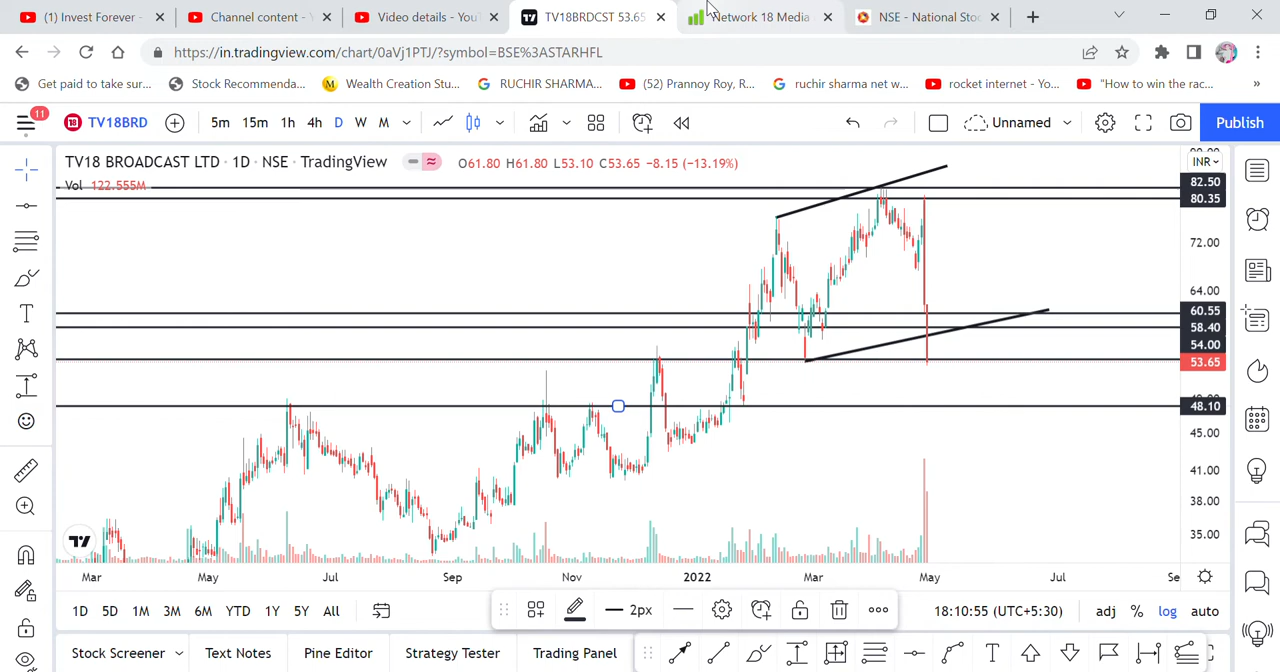 (1) Invest Forever -
Channel content -
Video details - You
TV18BRDCST 53.65
Network 18 Media
NSE - National Stoc
https://in.tradingview.com/chart/0aVj1PTJ/?symbol=BSE%3ASTARHFL
Get paid to take sur...
Stock Recommenda...
Wealth Creation Stu...
RUCHIR SHARMA...
(52) Prannoy Roy, R...
ruchir sharma net w...
rocket internet - Yo...
"How to win the rac...
»
11
18 TV18BRD
5m 15m 1h 4h D W M
Unnamed
Publish
TV18 BROADCAST LTD · 1D · NSE · TradingView
O61.80 H61.80 L53.10 C53.65 −8.15 (−13.19%)
INR
Vol 122.555M
82.50
80.35
72.00
64.00
60.55
58.40
54.00
53.65
48.10
45.00
41.00
38.00
35.00
Mar May Jul Sep Nov 2022 Mar May Jul Se
1D 5D 1M 3M 6M YTD 1Y 5Y All
2px
18:10:55 (UTC+5:30)
adj % log auto
Stock Screener Text Notes Pine Editor Strategy Tester Trading Panel